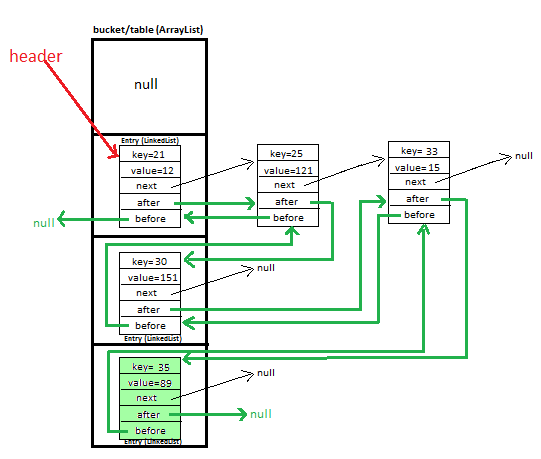 bucket/table (ArrayList)
header
null
Entry (LinkedList)
key=21
value=12
next
after
before
null
key=25
value=121
next
after
before
key= 33
value= 15
next
after
before
null
key=30
value=151
next
after
before
Entry (LinkedList)
null
key= 35
value=89
next
after
before
Entry (LinkedList)
null
null